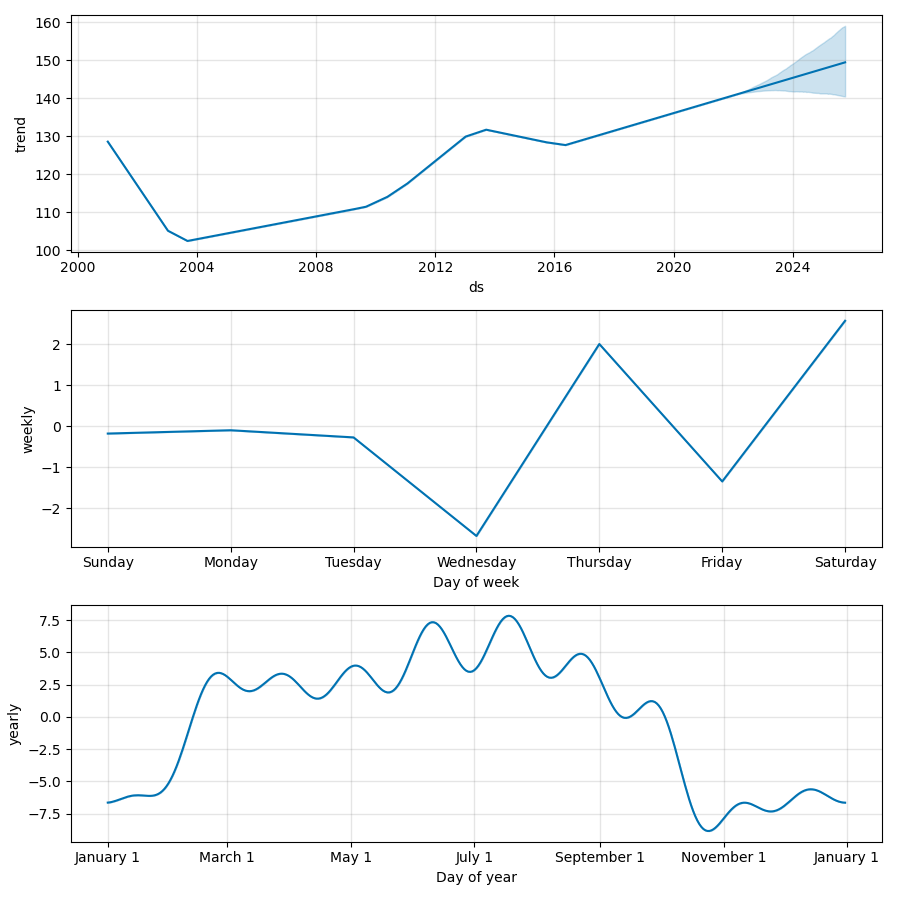 160
150
140
130
120
110
100
trend
2000 2004 2008 2012 2016 2020 2024
ds
2
1
0
−1
−2
weekly
Sunday Monday Tuesday Wednesday Thursday Friday Saturday
Day of week
7.5
5.0
2.5
0.0
−2.5
−5.0
−7.5
yearly
January 1 March 1 May 1 July 1 September 1 November 1 January 1
Day of year